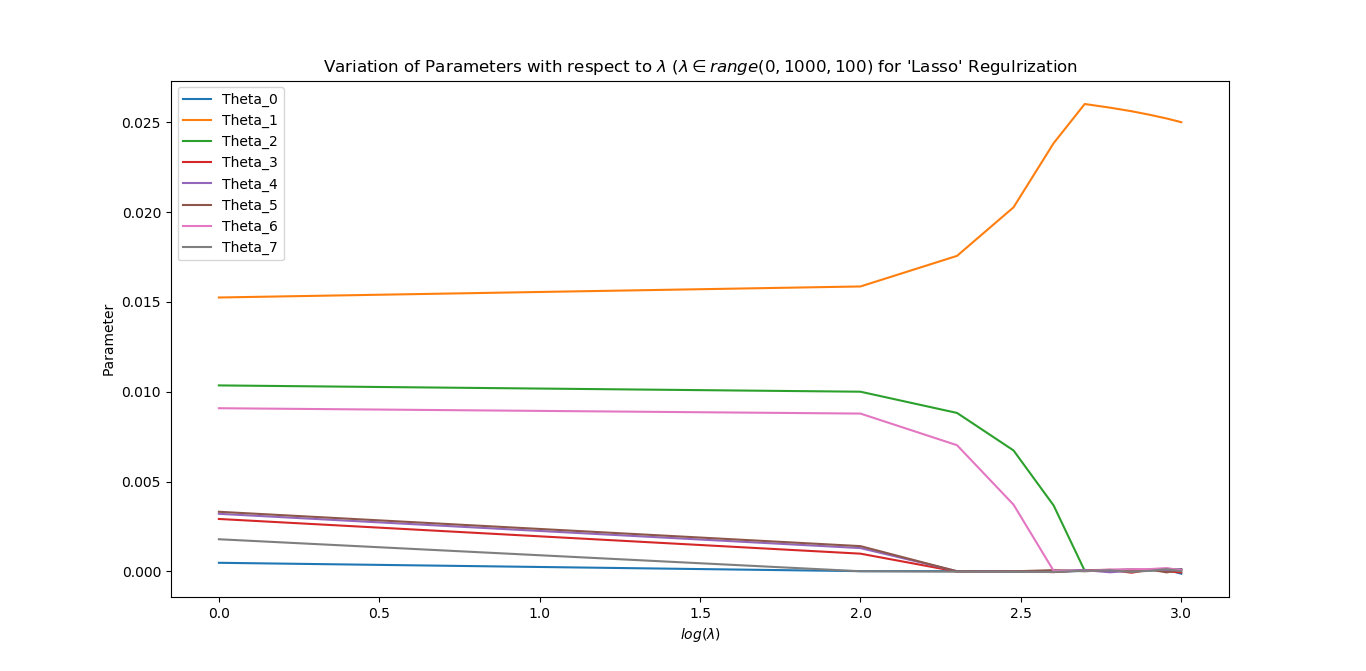 Variation of Parameters with respect to λ (λ ∈ range(0, 1000, 100) for 'Lasso' Regulrization
Theta_0
Theta_1
Theta_2
Theta_3
Theta_4
Theta_5
Theta_6
Theta_7
0.025
0.020
0.015
0.010
0.005
0.000
Parameter
0.0 0.5 1.0 1.5 2.0 2.5 3.0
log(λ)